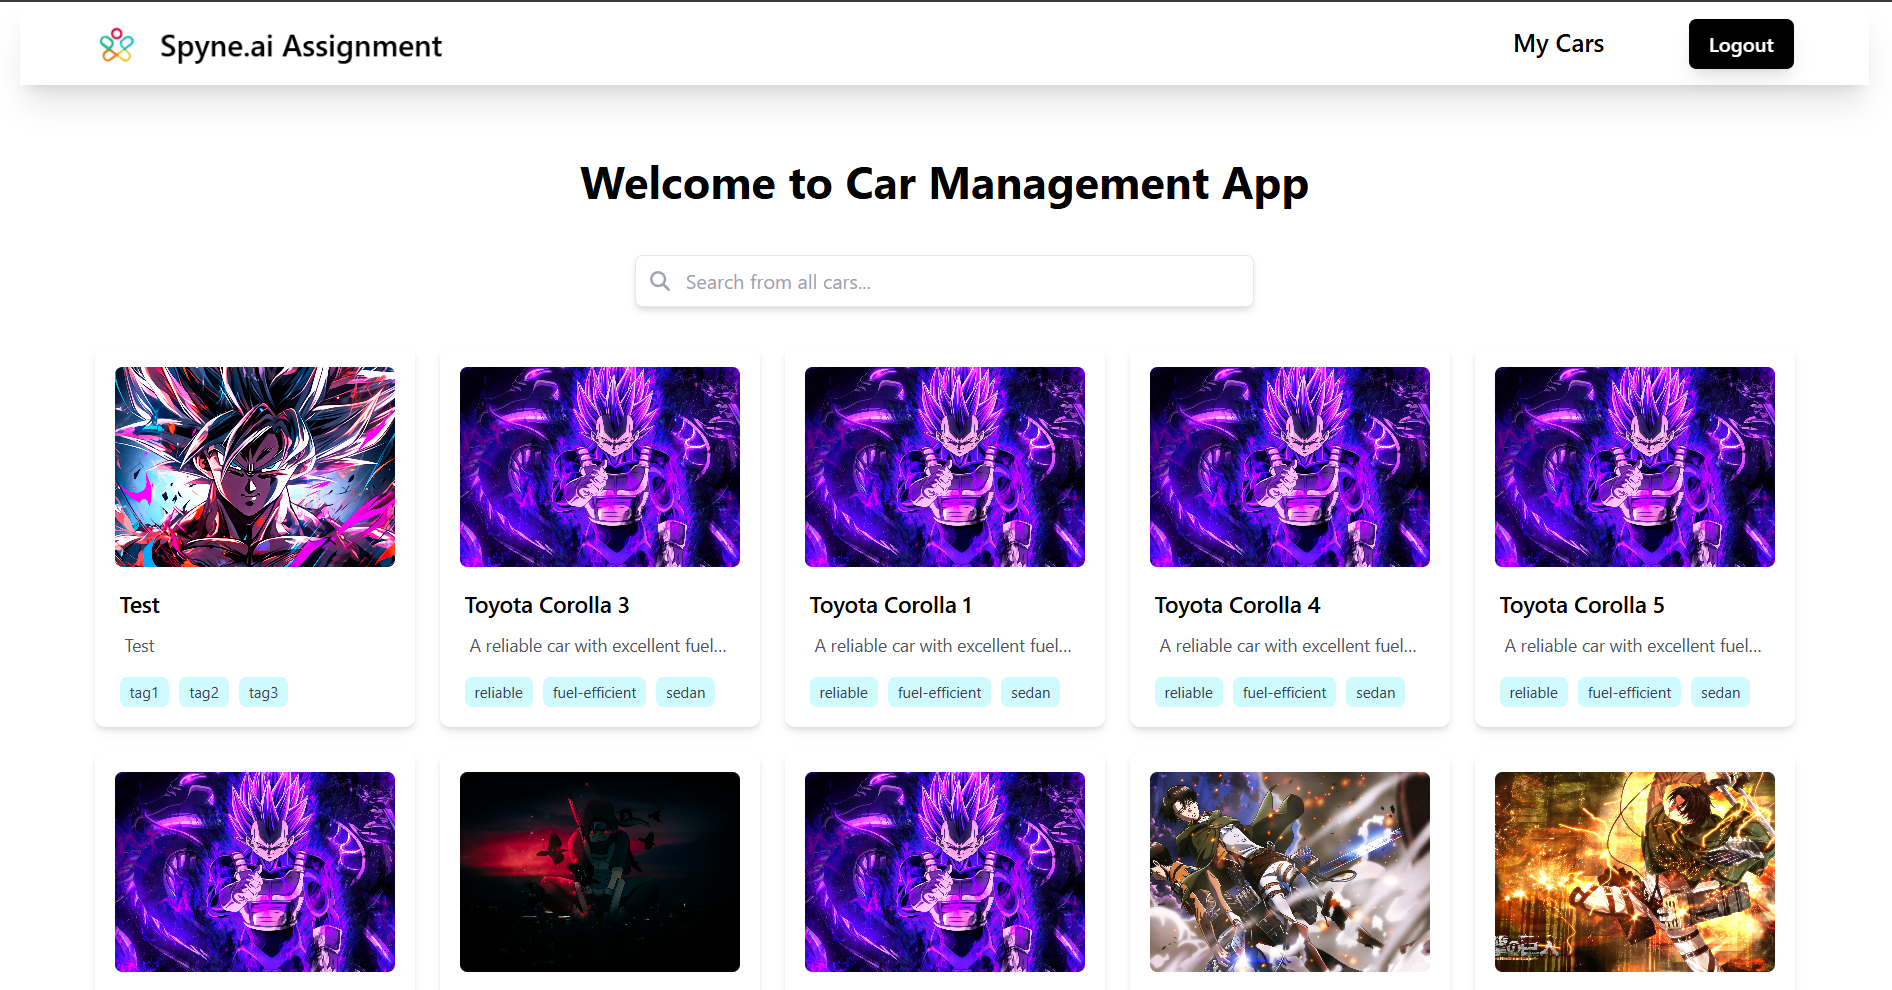 Spyne.ai Assignment
My Cars
Logout
Welcome to Car Management App
Search from all cars...
Test
Test
tag1 tag2 tag3
Toyota Corolla 3
A reliable car with excellent fuel...
reliable fuel-efficient sedan
Toyota Corolla 1
A reliable car with excellent fuel...
reliable fuel-efficient sedan
Toyota Corolla 4
A reliable car with excellent fuel...
reliable fuel-efficient sedan
Toyota Corolla 5
A reliable car with excellent fuel...
reliable fuel-efficient sedan